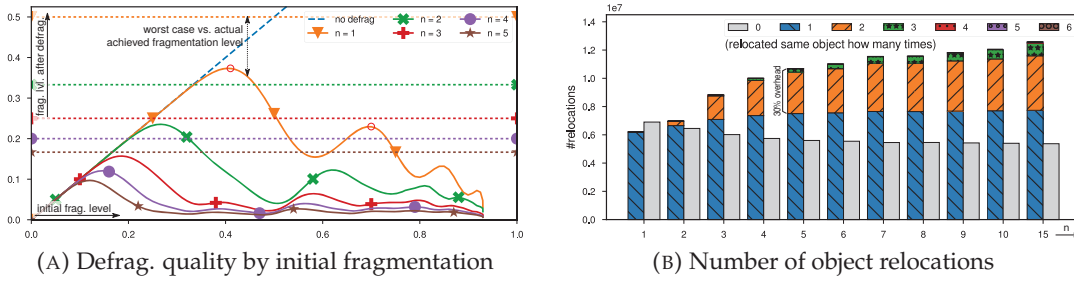 0.5
0.4
0.3
0.2
0.1
0.0
frag. lvl. after defrag.
worst case vs. actual
achieved fragmentation level
no defrag
n = 1
n = 2
n = 3
n = 4
n = 5
initial frag. level
0.0
0.2
0.4
0.6
0.8
1.0
(A) Defrag. quality by initial fragmentation
1e7
1.4
1.2
1.0
0.8
0.6
0.4
0.2
0.0
#relocations
0 1 2 3 4 5 6
(relocated same object how many times)
30% overhead
1 2 3 4 5 6 7 8 9 10 15
n
(B) Number of object relocations